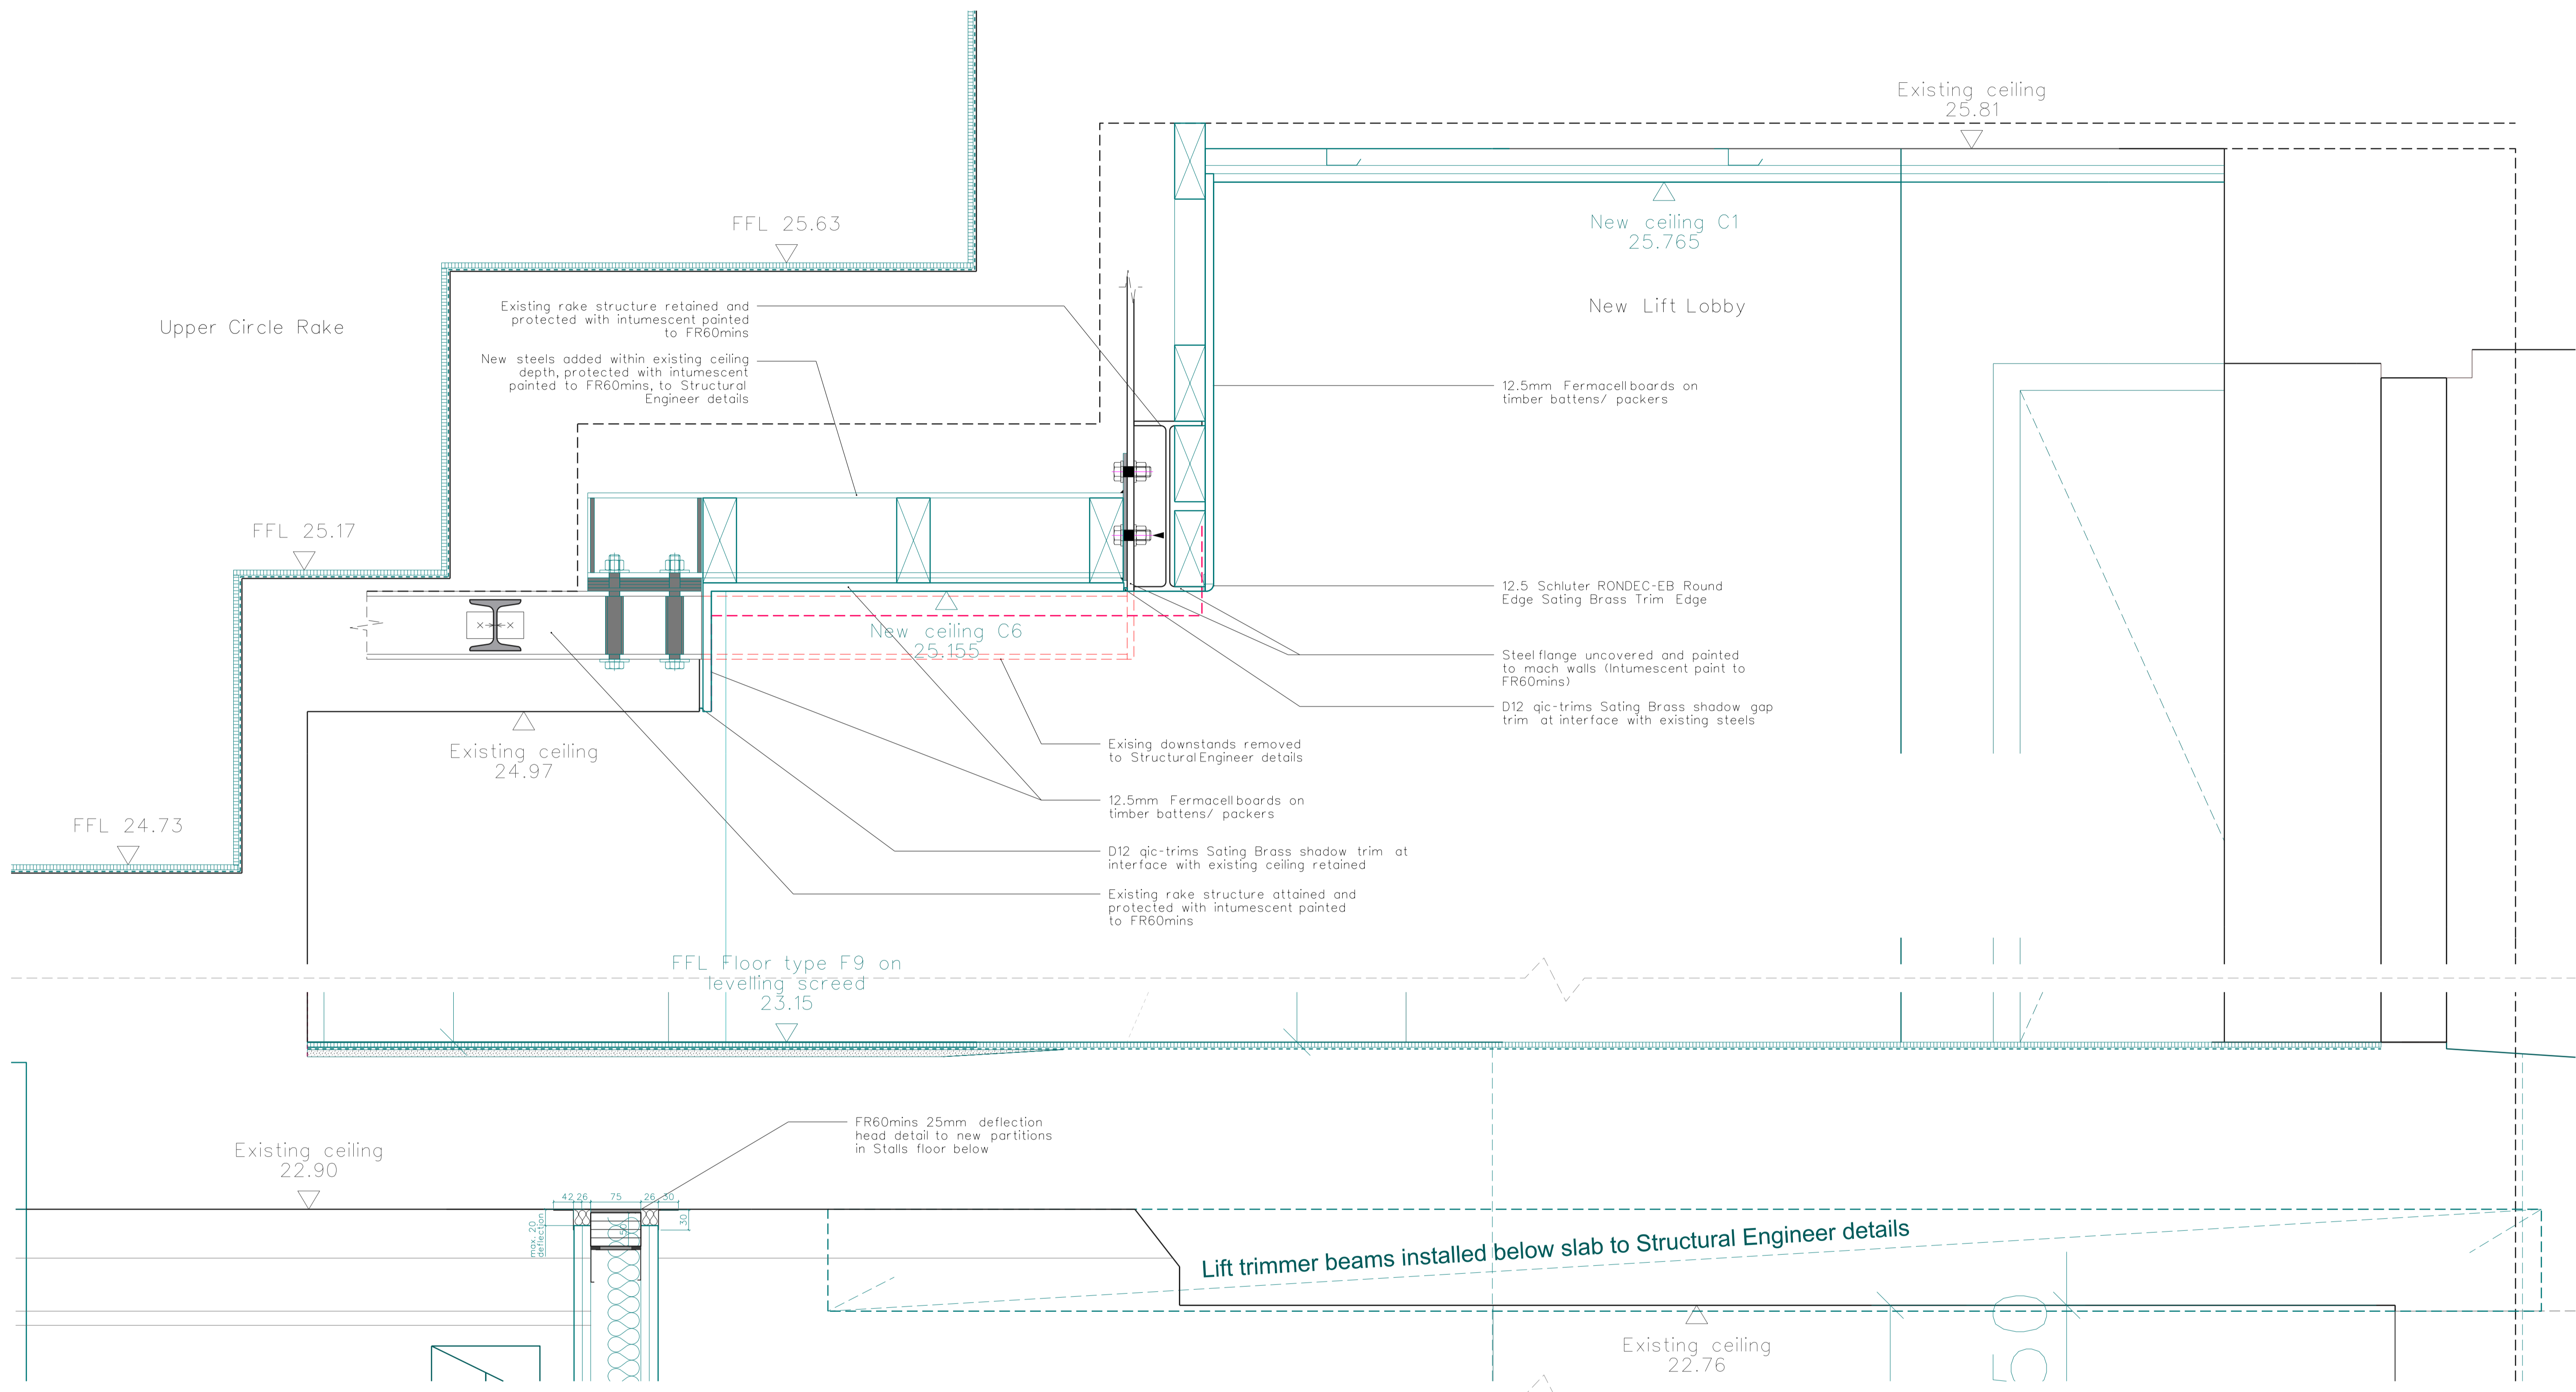 Existing ceiling
25.81
FFL 25.63
New ceiling C1
25.765
Upper Circle Rake
Existing rake structure retained and
protected with intumescent painted
to FR60mins
New Lift Lobby
New steels added within existing ceiling
depth, protected with intumescent
painted to FR60mins, to Structural
Engineer details
12.5mm Fermacell boards on
timber battens/ packers
FFL 25.17
12.5 Schluter RONDEC-EB Round
Edge Sating Brass Trim Edge
New ceiling C6
25.155
Steel flange uncovered and painted
to mach walls (Intumescent paint to
FR60mins)
D12 qic-trims Sating Brass shadow gap
trim at interface with existing steels
Existing ceiling
24.97
Exising downstands removed
to Structural Engineer details
12.5mm Fermacell boards on
timber battens/ packers
FFL 24.73
D12 qic-trims Sating Brass shadow trim at
interface with existing ceiling retained
Existing rake structure attained and
protected with intumescent painted
to FR60mins
FFL Floor type F9 on
levelling screed
23.15
FR60mins 25mm deflection
head detail to new partitions
in Stalls floor below
Existing ceiling
22.90
42 26 75 26 30
max. 20
deflection
50
30
Lift trimmer beams installed below slab to Structural Engineer details
Existing ceiling
22.76
50